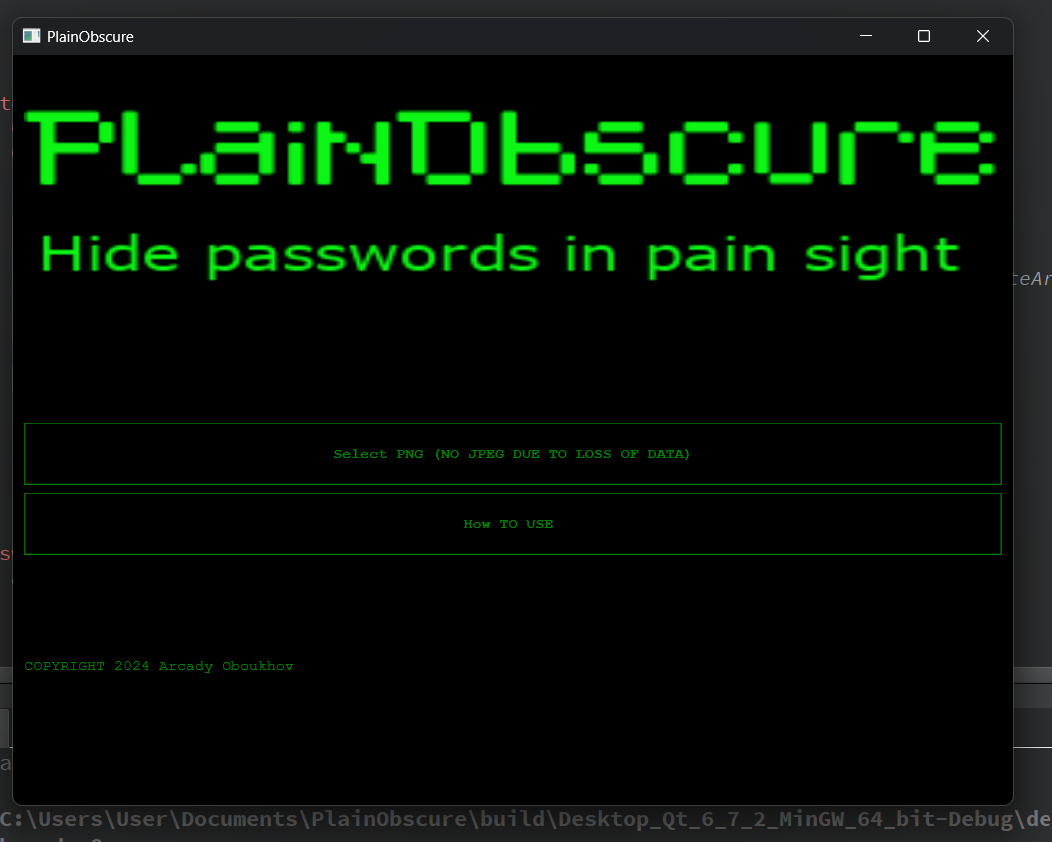 PlainObscure
PLaiNObscure
Hide passwords in pain sight
Select PNG (NO JPEG DUE TO LOSS OF DATA)
How TO USE
COPYRIGHT 2024 Arcady Oboukhov
C:\Users\User\Documents\PlainObscure\build\Desktop_Qt_6_7_2_MinGW_64_bit-Debug\de